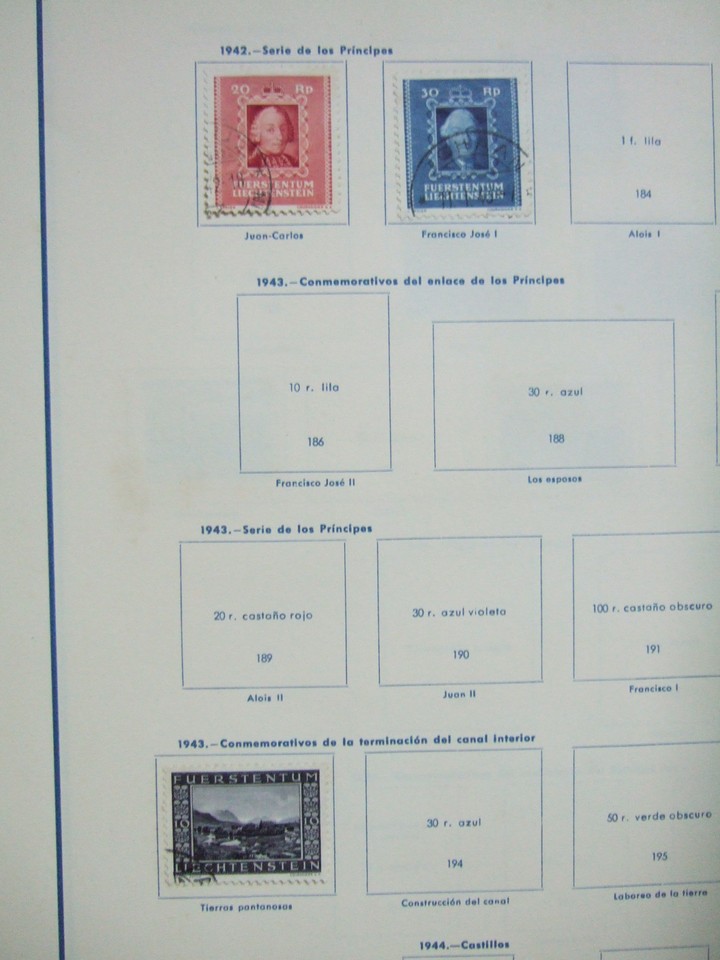 1942.—Serie de los Príncipes
20 Rp
FUERSTENTUM
LIECHTENSTEIN
30 Rp
FUERSTENTUM
LIECHTENSTEIN
1 f. lila
184
Juan-Carlos
Francisco José I
Alois I
1943.—Conmemorativos del enlace de los Príncipes
10 r. lila
186
30 r. azul
188
Francisco José II
Los esposos
1943.—Serie de los Príncipes
20 r. castaño rojo
189
30 r. azul violeta
190
100 r. castaño obscuro
191
Alois II
Juan II
Francisco I
1943.—Conmemorativos de la terminación del canal interior
FUERSTENTUM
10 10
LIECHTENSTEIN
30 r. azul
194
50 r. verde obscuro
195
Tierras pantanosas
Construcción del canal
Laboreo de la tierra
1944.—Castillos